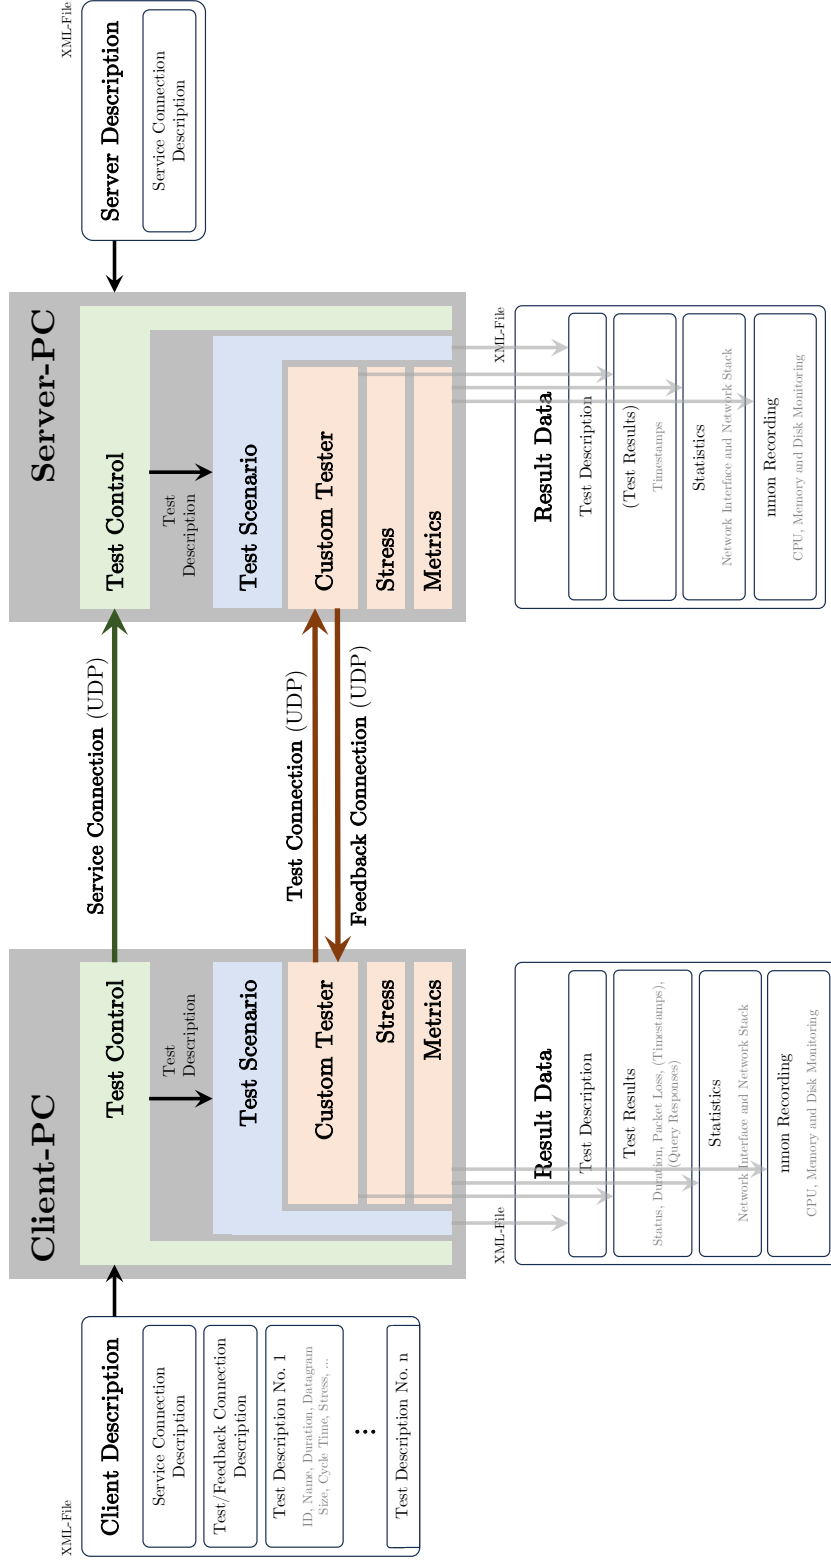 XML-File
Client Description
Service Connection
Description
Test/Feedback Connection
Description
Test Description No. 1
ID, Name, Duration, Datagram
Size, Cycle Time, Stress, ...
⋮
Test Description No. n
Client-PC
Test Control
Test
Description
Test Scenario
Custom Tester
Stress
Metrics
XML-File
Result Data
Test Description
Test Results
Status, Duration, Packet Loss, (Timestamps),
(Query Responses)
Statistics
Network Interface and Network Stack
nmon Recording
CPU, Memory and Disk Monitoring
Service Connection (UDP)
Test Connection (UDP)
Feedback Connection (UDP)
Server-PC
Test Control
Test
Description
Test Scenario
Custom Tester
Stress
Metrics
XML-File
Result Data
Test Description
(Test Results)
Timestamps
Statistics
Network Interface and Network Stack
nmon Recording
CPU, Memory and Disk Monitoring
XML-File
Server Description
Service Connection
Description